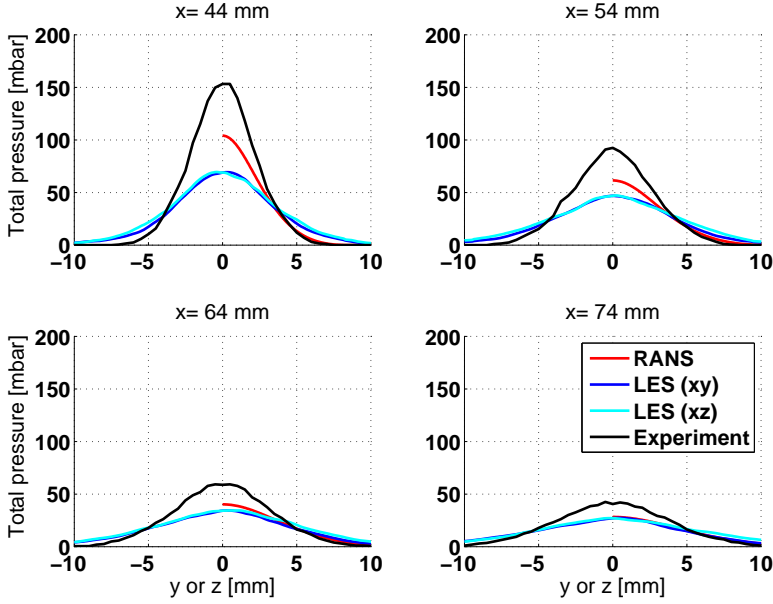 x= 44 mm
x= 54 mm
Total pressure [mbar]
200
150
100
50
0
−10 −5 0 5 10
200
150
100
50
0
−10 −5 0 5 10
x= 64 mm
x= 74 mm
Total pressure [mbar]
200
150
100
50
0
−10 −5 0 5 10
y or z [mm]
200
150
100
50
0
−10 −5 0 5 10
y or z [mm]
RANS
LES (xy)
LES (xz)
Experiment